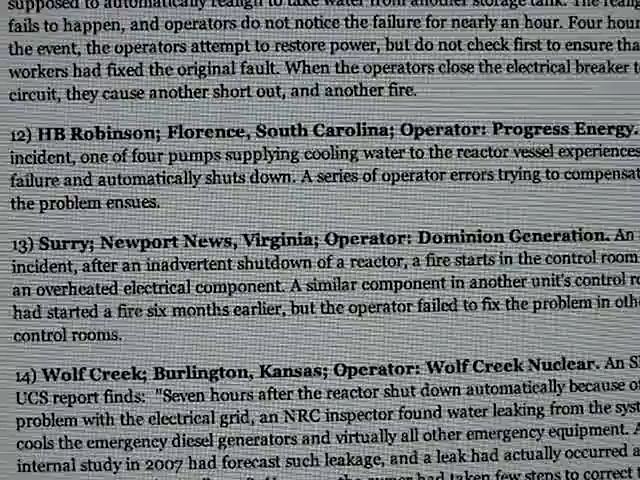 supposed to automatically realign to take water from another storage tank. The
fails to happen, and operators do not notice the failure for nearly an hour. Four
the event, the operators attempt to restore power, but do not check first to ensure
workers had fixed the original fault. When the operators close the electrical breaker
circuit, they cause another short out, and another fire.
12) HB Robinson; Florence, South Carolina; Operator: Progress Energy.
incident, one of four pumps supplying cooling water to the reactor vessel experiences
failure and automatically shuts down. A series of operator errors trying to
the problem ensues.
13) Surry; Newport News, Virginia; Operator: Dominion Generation. An
incident, after an inadvertent shutdown of a reactor, a fire starts in the control room
an overheated electrical component. A similar component in another unit's control
had started a fire six months earlier, but the operator failed to fix the problem in
control rooms.
14) Wolf Creek; Burlington, Kansas; Operator: Wolf Creek Nuclear. An
UCS report finds: "Seven hours after the reactor shut down automatically because
problem with the electrical grid, an NRC inspector found water leaking from the
cools the emergency diesel generators and virtually all other emergency equipment.
internal study in 2007 had forecast such leakage, and a leak had actually occurred
had taken few steps to correct